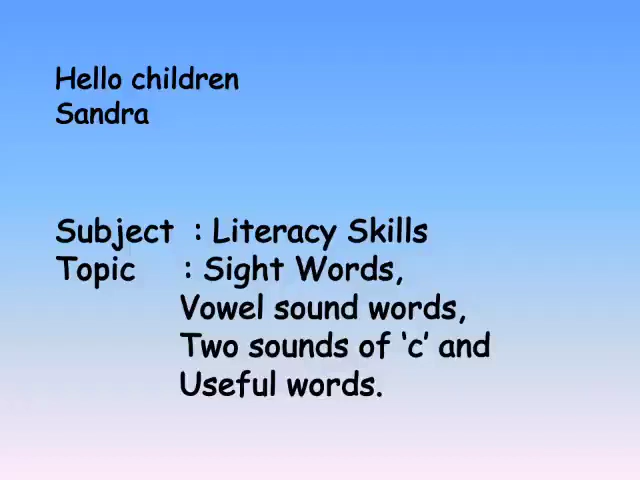 Hello children
Sandra
Subject : Literacy Skills
Topic : Sight Words,
Vowel sound words,
Two sounds of ‘c’ and
Useful words.